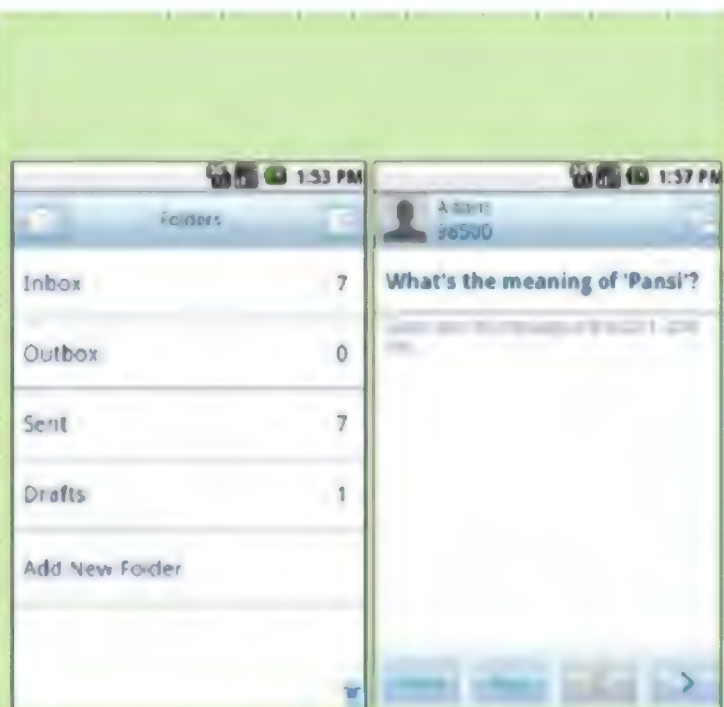 1:53 PM
Folders
Inbox 7
Outbox 0
Sent 7
Drafts 1
Add New Folder
1:57 PM
Adam
98500
What's the meaning of 'Pansi'?